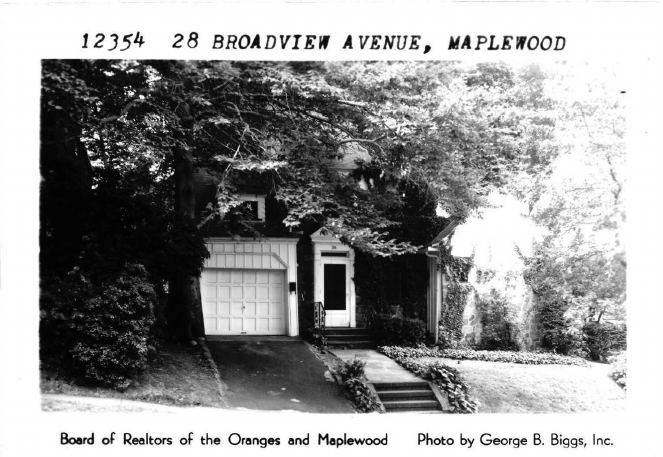 12354 28 BROADVIEW AVENUE, MAPLEWOOD
Board of Realtors of the Oranges and Maplewood Photo by George B. Biggs, Inc.